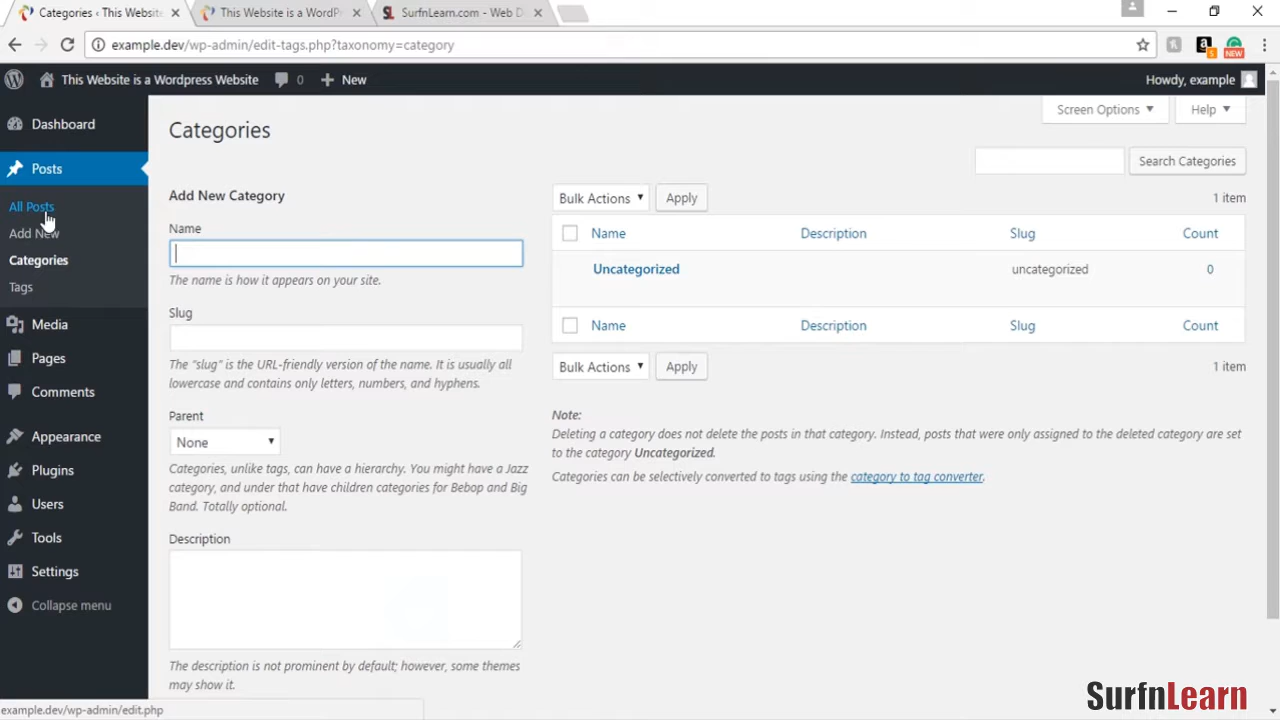 Categories ‹ This Website
This Website is a WordP
SurfnLearn.com - Web D
example.dev/wp-admin/edit-tags.php?taxonomy=category
5
NEW
This Website is a Wordpress Website
0
New
Howdy, example
Dashboard
Posts
All Posts
Add New
Categories
Tags
Media
Pages
Comments
Appearance
Plugins
Users
Tools
Settings
Collapse menu
Screen Options
Help
Categories
Search Categories
Add New Category
Name
The name is how it appears on your site.
Slug
The "slug" is the URL-friendly version of the name. It is usually all
lowercase and contains only letters, numbers, and hyphens.
Parent
None
Categories, unlike tags, can have a hierarchy. You might have a Jazz
category, and under that have children categories for Bebop and Big
Band. Totally optional.
Description
The description is not prominent by default; however, some themes
may show it.
Bulk Actions Apply 1 item
Name Description Slug Count
Uncategorized uncategorized 0
Name Description Slug Count
Bulk Actions Apply 1 item
Note:
Deleting a category does not delete the posts in that category. Instead, posts that were only assigned to the deleted category are set
to the category Uncategorized.
Categories can be selectively converted to tags using the category to tag converter.
example.dev/wp-admin/edit.php
SurfnLearn